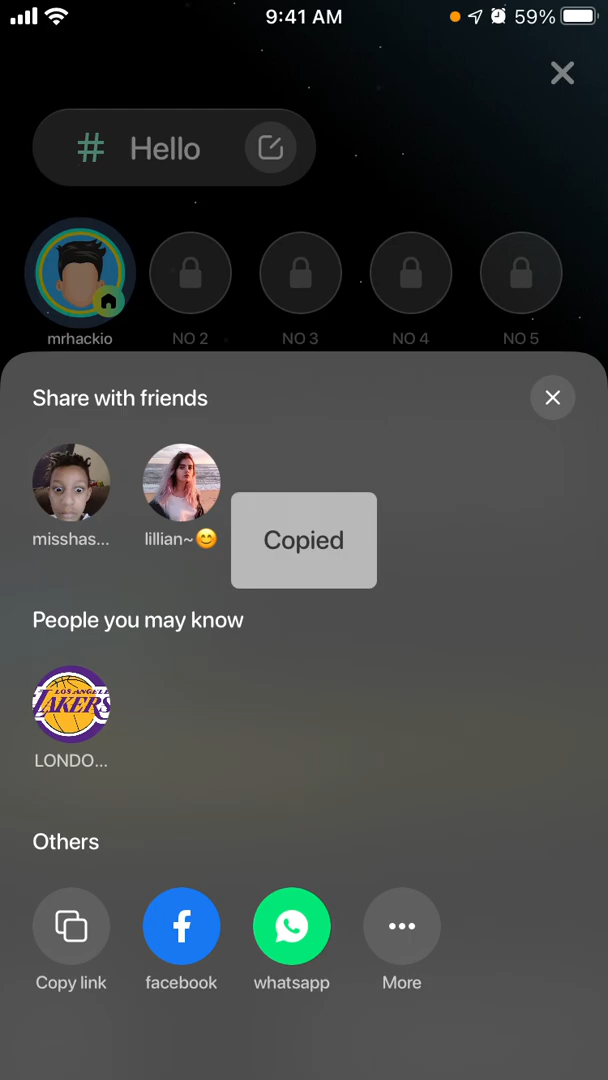 9:41 AM
59%
# Hello
mrhackio
NO 2
NO 3
NO 4
NO 5
Share with friends
misshas...
lillian~😊
Copied
People you may know
LOS ANGELE
LAKERS
LONDO...
Others
Copy link
facebook
whatsapp
More